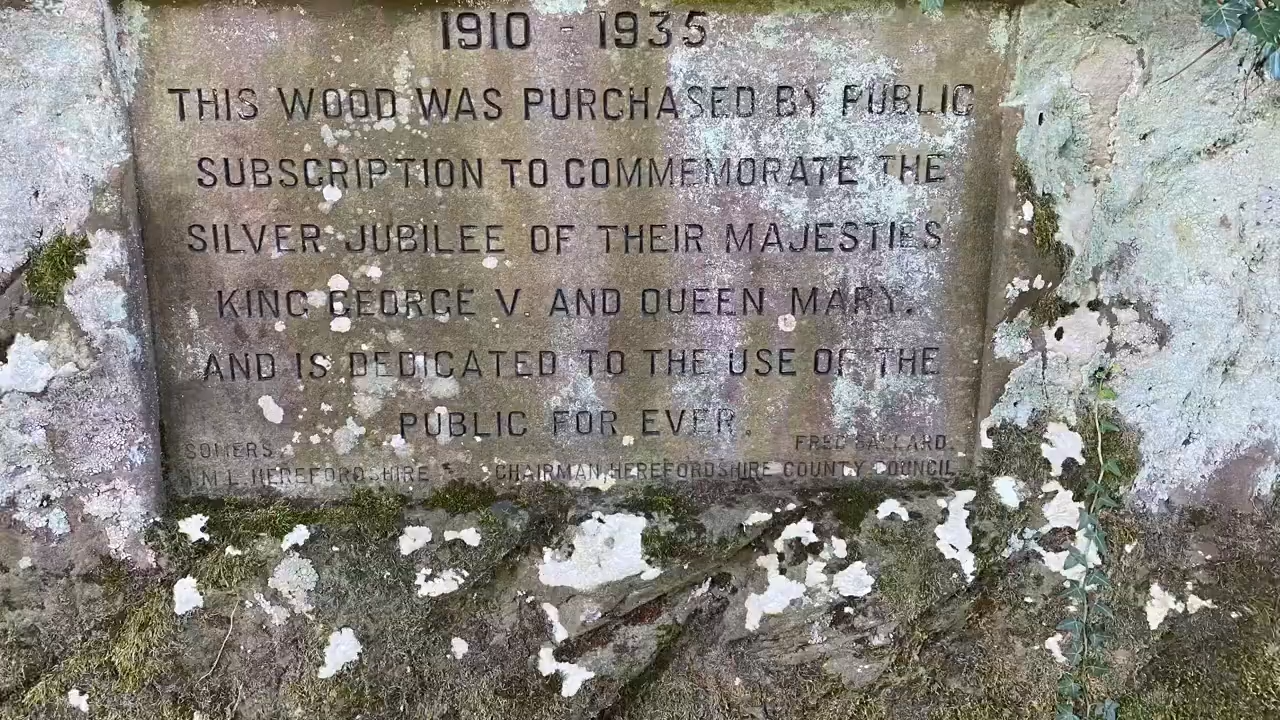 1910 - 1935
THIS WOOD WAS PURCHASED BY PUBLIC
SUBSCRIPTION TO COMMEMORATE THE
SILVER JUBILEE OF THEIR MAJESTIES
KING GEORGE V. AND QUEEN MARY.
AND IS DEDICATED TO THE USE OF THE
PUBLIC FOR EVER.
SOMERS. FRED BALLARD.
H.M.L. HEREFORDSHIRE CHAIRMAN HEREFORDSHIRE COUNTY COUNCIL